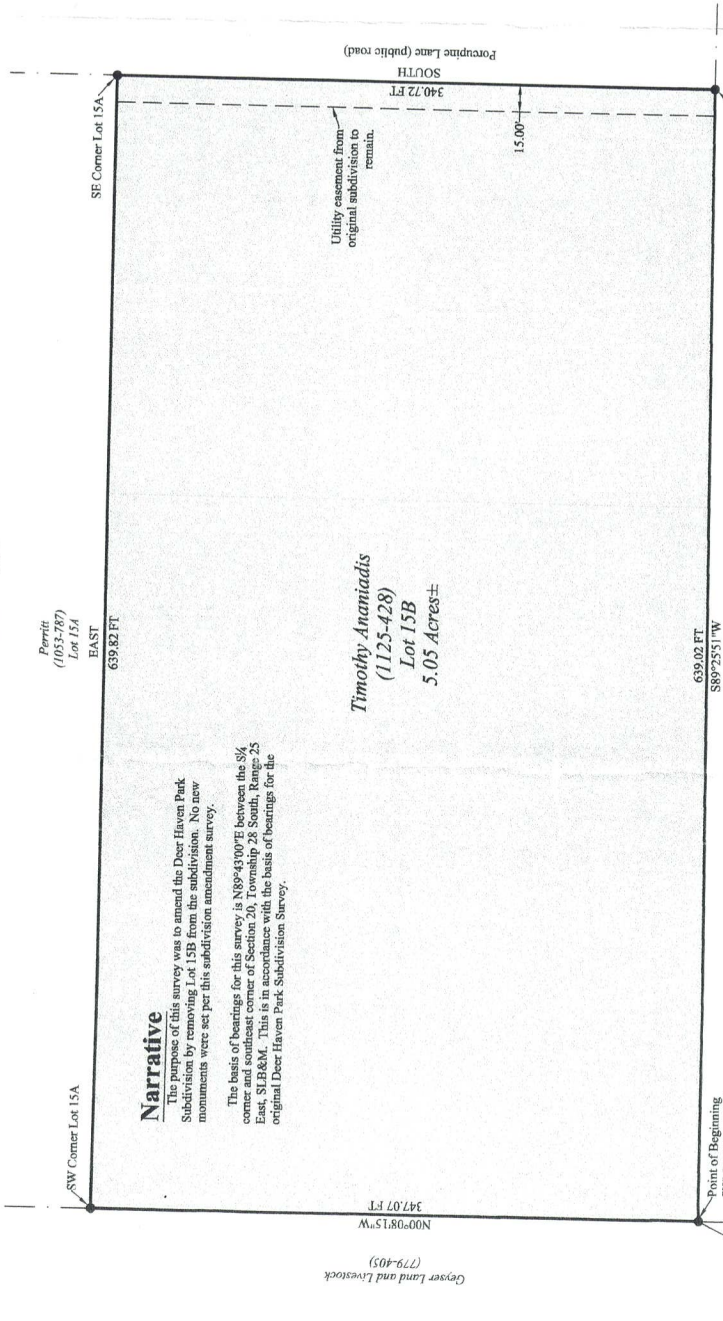 Perritt
(1053-787)
Lot 15A
EAST
639.82 FT
SW Corner Lot 15A
SE Corner Lot 15A
Narrative
The purpose of this survey was to amend the Deer Haven Park
Subdivision by removing Lot 15B from the subdivision. No new
monuments were set per this subdivision amendment survey.
The basis of bearings for this survey is N89°43'00"E between the S¼
corner and southeast corner of Section 20, Township 28 South, Range 25
East, SLB&M. This is in accordance with the basis of bearings for the
original Deer Haven Park Subdivision Survey.
Timothy Ananiadis
(1125-428)
Lot 15B
5.05 Acres±
Utility easement from
original subdivision to
remain.
15.00'
340.72 FT
SOUTH
Porcupine Lane (public road)
Geyser Land and Livestock
(779-405)
N00°08'15"W
347.07 FT
639.02 FT
S89°25'51"W
Point of Beginning